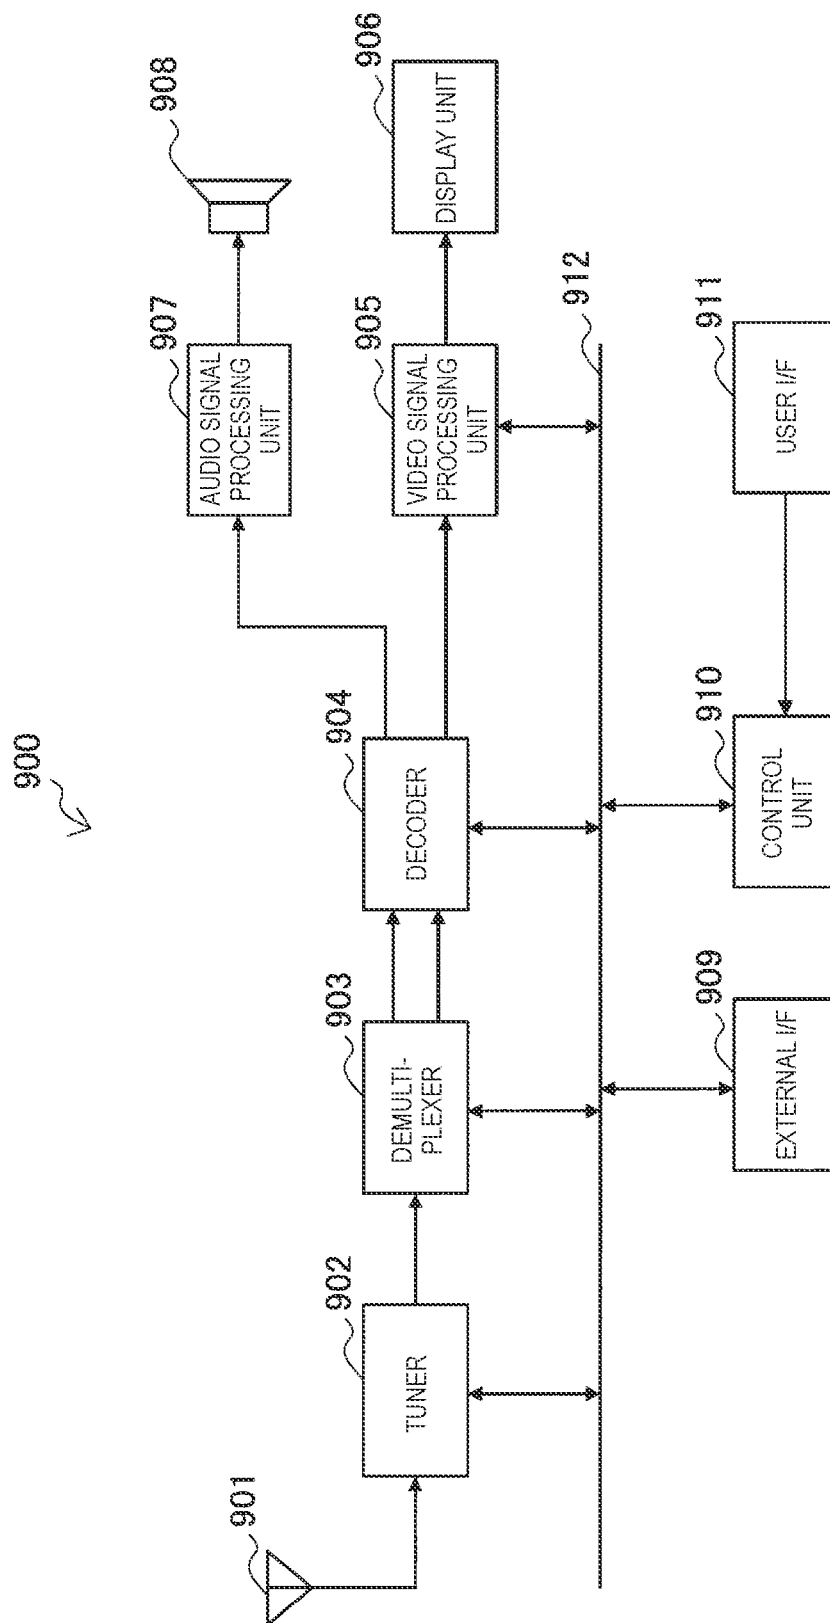 900
901
902
TUNER
903
DEMULTI-
PLEXER
904
DECODER
907
AUDIO SIGNAL
PROCESSING
UNIT
908
905
VIDEO SIGNAL
PROCESSING
UNIT
906
DISPLAY UNIT
912
909
EXTERNAL I/F
910
CONTROL
UNIT
911
USER I/F